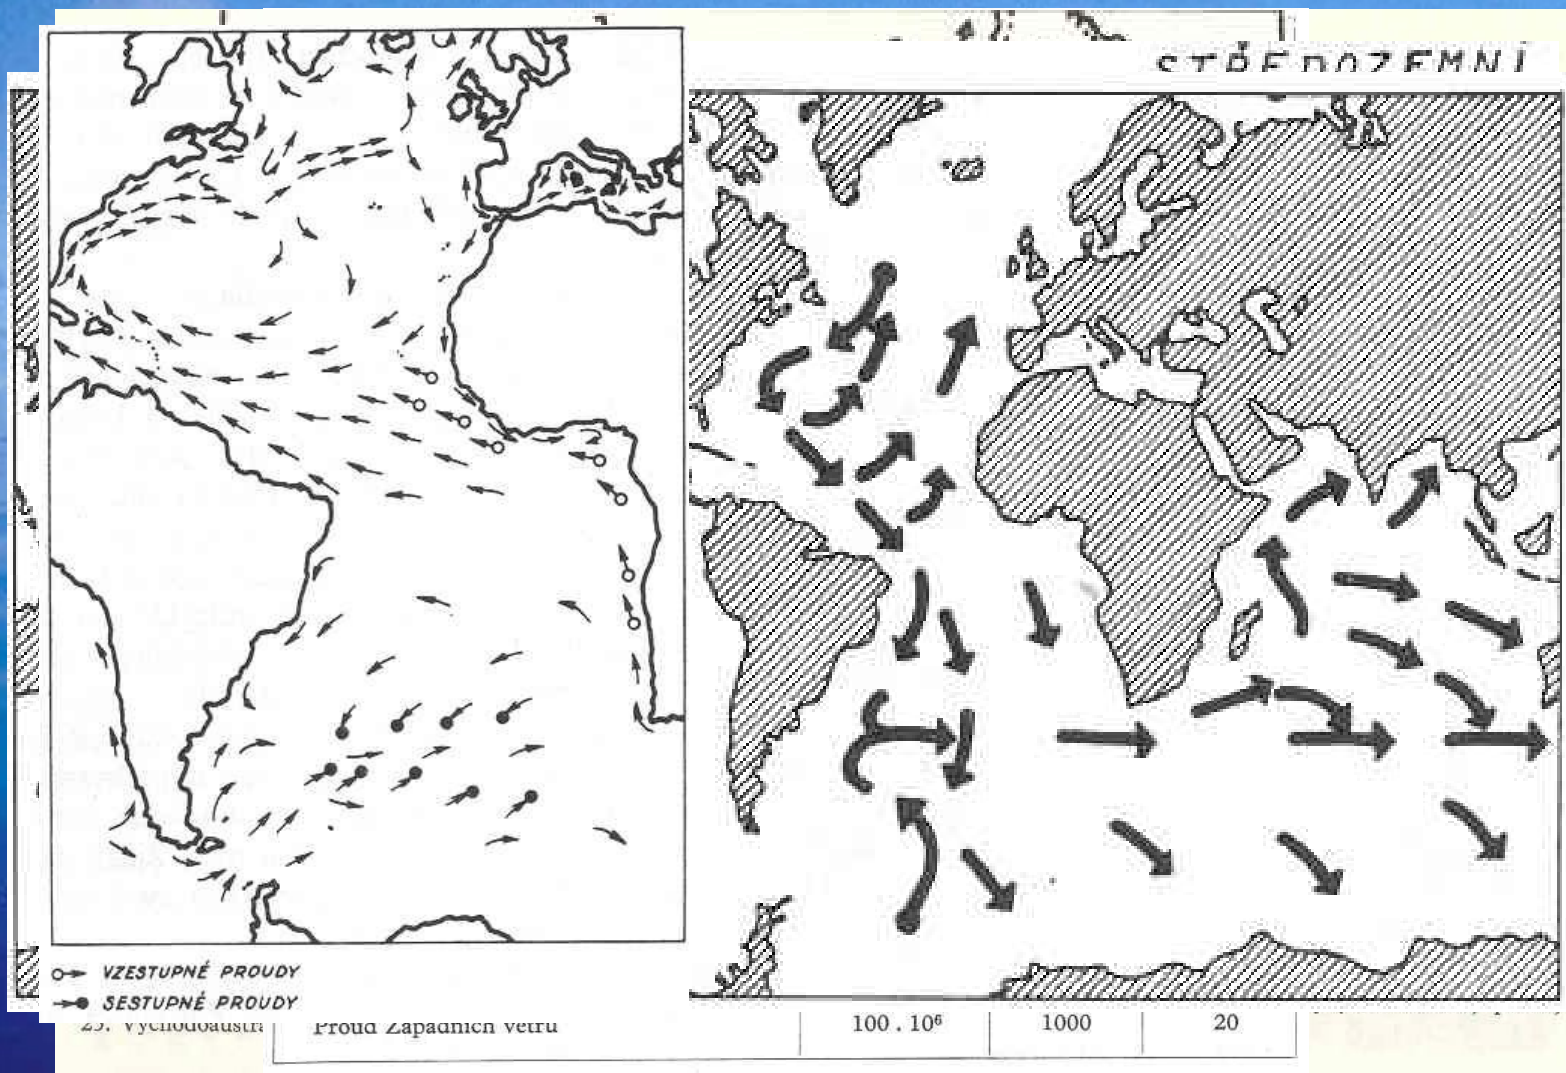 STŘEDOZEMNÍ
VZESTUPNÉ PROUDY
SESTUPNÉ PROUDY
Proud Západních větrů 100.10⁶ 1000 20